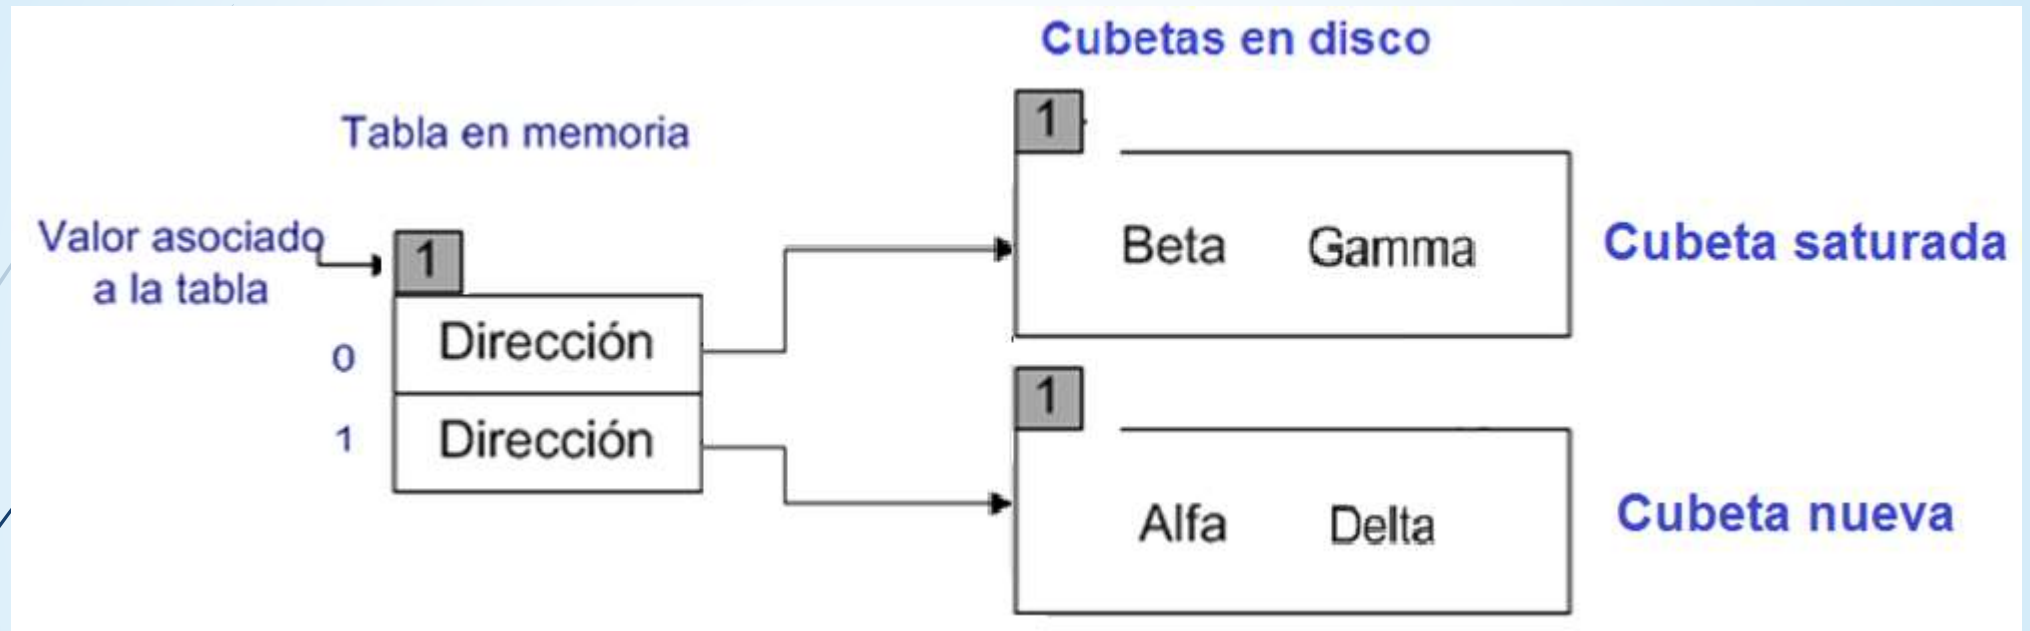 Cubetas en disco
Tabla en memoria
1
Valor asociado
a la tabla
1
0
Dirección
1
Dirección
Beta Gamma
Cubeta saturada
1
Alfa Delta
Cubeta nueva